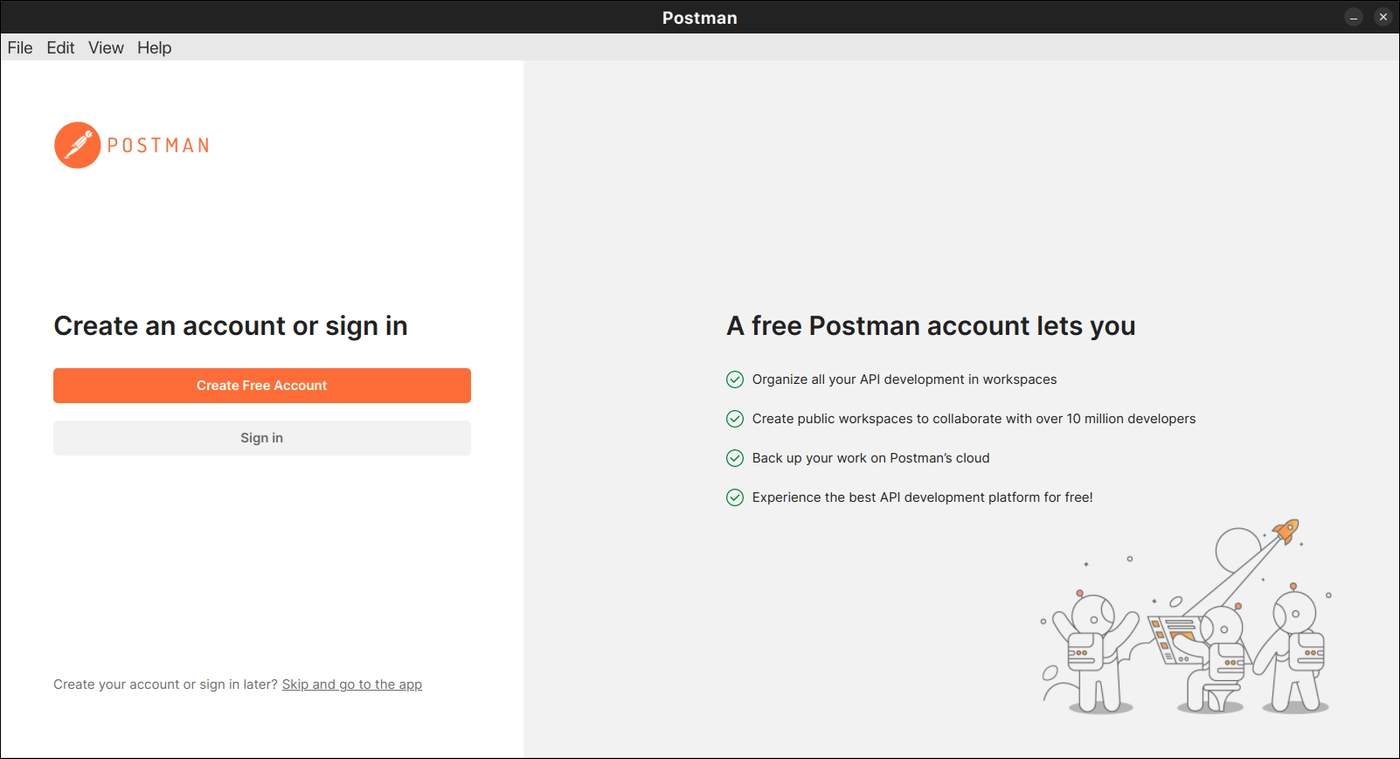 Postman
File Edit View Help
POSTMAN
Create an account or sign in
Create Free Account
Sign in
Create your account or sign in later? Skip and go to the app
A free Postman account lets you
Organize all your API development in workspaces
Create public workspaces to collaborate with over 10 million developers
Back up your work on Postman’s cloud
Experience the best API development platform for free!